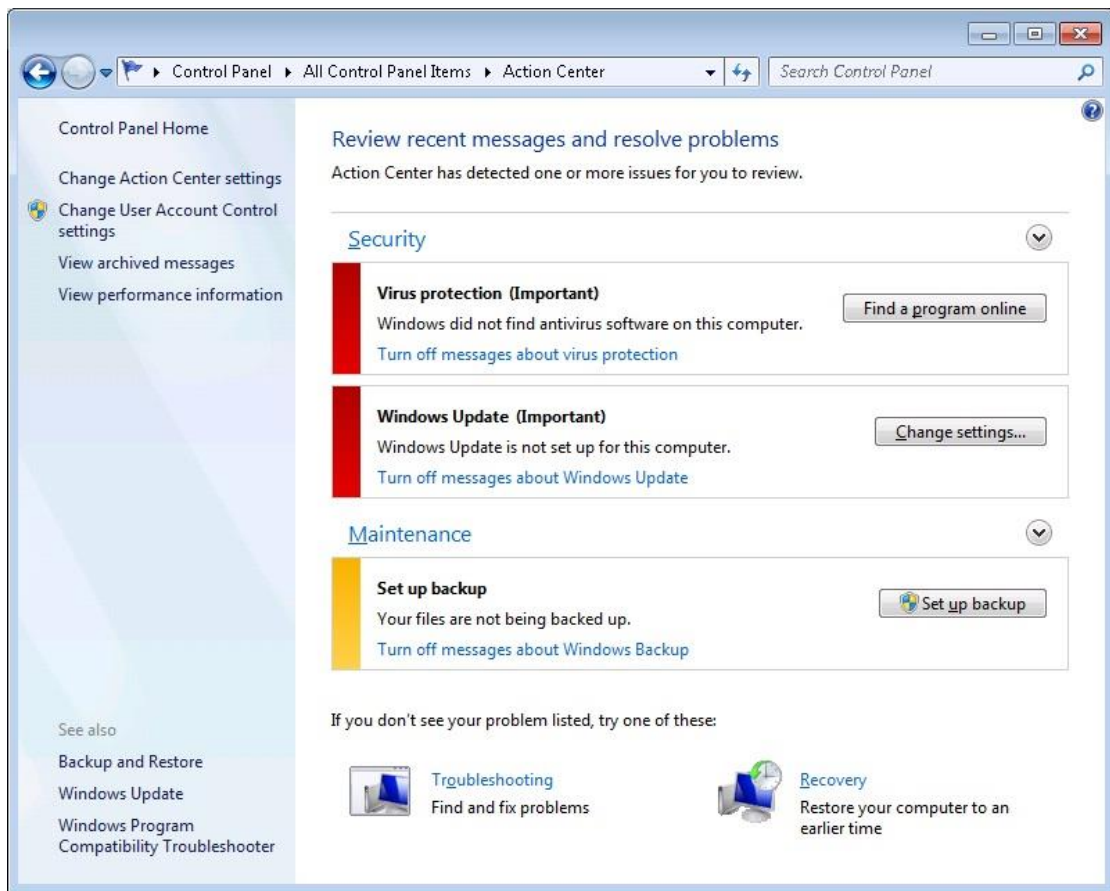 Control Panel ▸ All Control Panel Items ▸ Action Center
Search Control Panel
Control Panel Home
Change Action Center settings
Change User Account Control
settings
View archived messages
View performance information
See also
Backup and Restore
Windows Update
Windows Program
Compatibility Troubleshooter
Review recent messages and resolve problems
Action Center has detected one or more issues for you to review.
Security
Virus protection (Important)
Windows did not find antivirus software on this computer.
Turn off messages about virus protection
Find a program online
Windows Update (Important)
Windows Update is not set up for this computer.
Turn off messages about Windows Update
Change settings...
Maintenance
Set up backup
Your files are not being backed up.
Turn off messages about Windows Backup
Set up backup
If you don't see your problem listed, try one of these:
Troubleshooting
Find and fix problems
Recovery
Restore your computer to an
earlier time